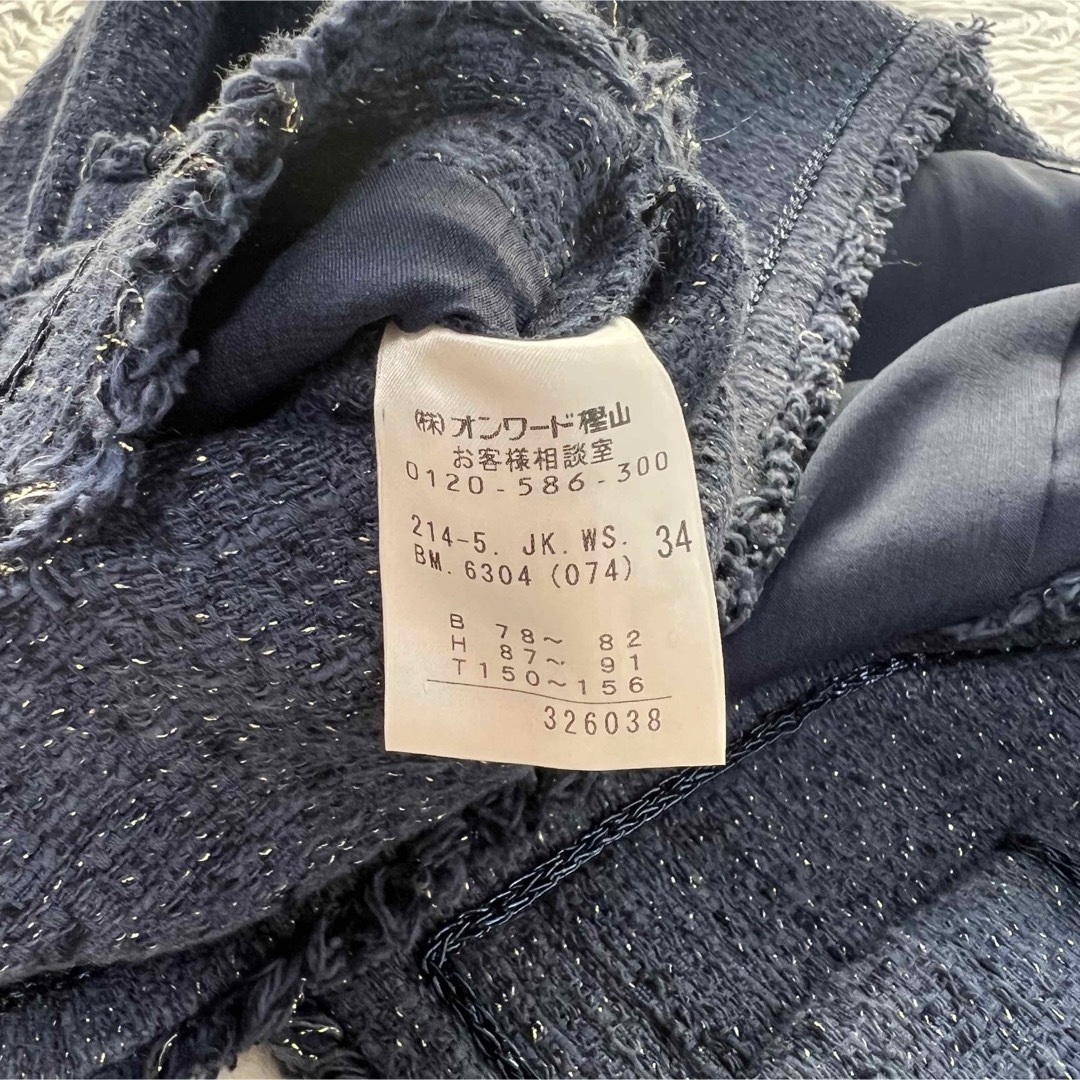 ㈱オンワード樫山
お客様相談室
0120-586-300
214-5. JK. WS. 34
BM. 6304 (074)
B 78～ 82
H 87～ 91
T 150～156
326038